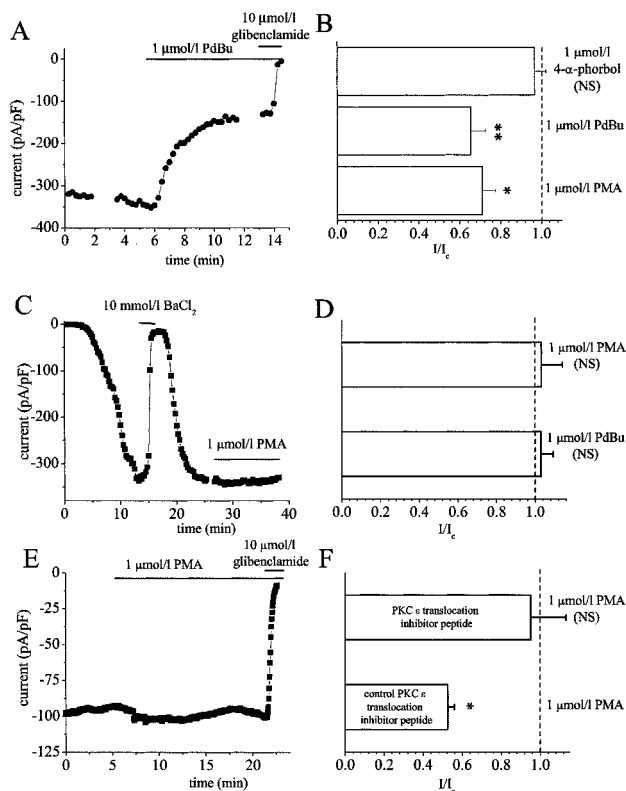 A
10 μmol/l
glibenclamide
1 μmol/l PdBu
0
-100
-200
-300
-400
current (pA/pF)
0 2 4 6 8 10 12 14
time (min)
B
1 μmol/l
4-α-phorbol
(NS)
1 μmol/l PdBu
**
1 μmol/l PMA
*
0.0 0.2 0.4 0.6 0.8 1.0
I/Ic
C
10 mmol/l BaCl2
1 μmol/l PMA
0
-100
-200
-300
current (pA/pF)
0 10 20 30 40
time (min)
D
1 μmol/l PMA
(NS)
1 μmol/l PdBu
(NS)
0.0 0.2 0.4 0.6 0.8 1.0
I/Ic
E
10 μmol/l
glibenclamide
1 μmol/l PMA
0
-25
-50
-75
-100
-125
current (pA/pF)
0 5 10 15 20
time (min)
F
PKC ε translocation
inhibitor peptide
1 μmol/l PMA
(NS)
control PKC ε
translocation
inhibitor peptide
*
1 μmol/l PMA
0.0 0.2 0.4 0.6 0.8 1.0
I/Ic